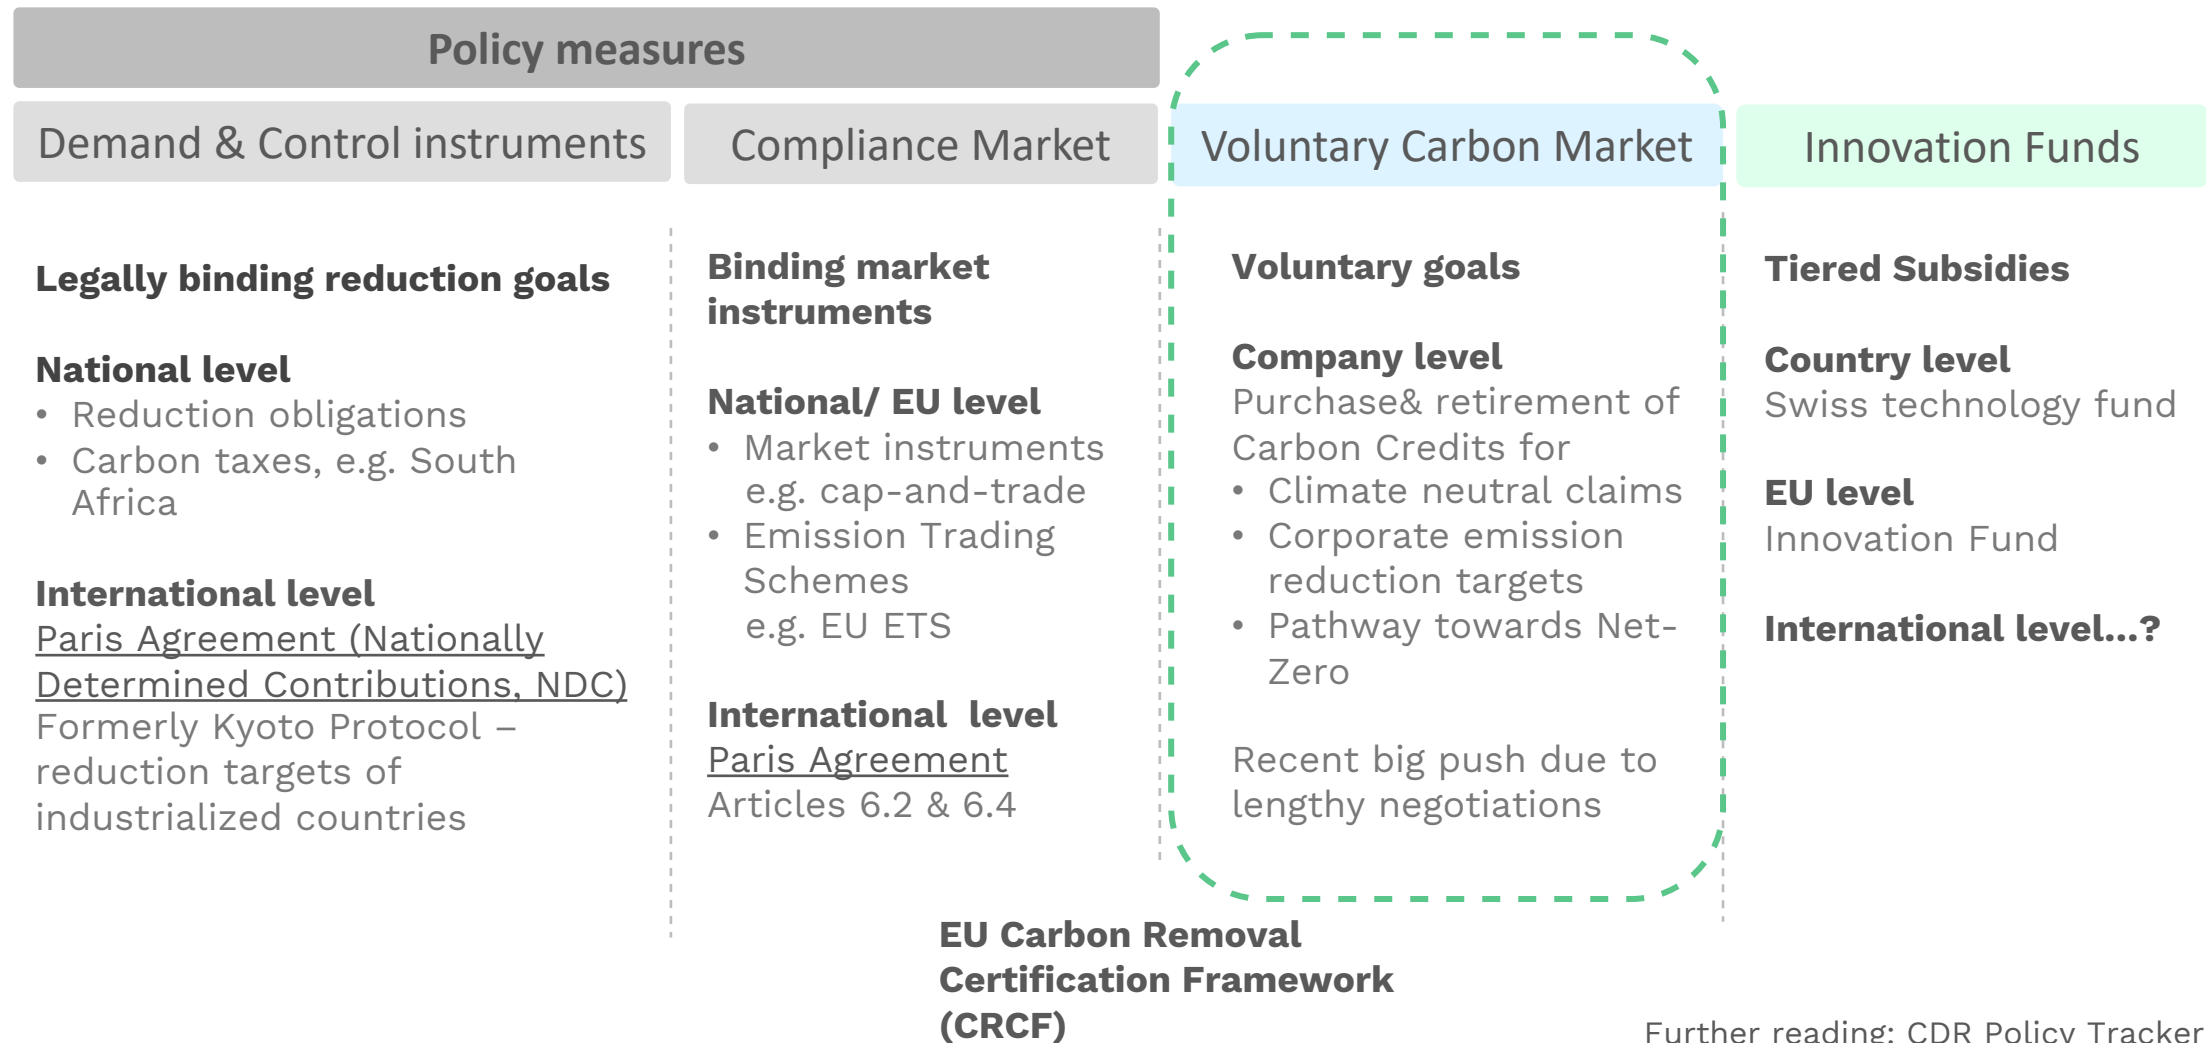 Policy measures
Demand & Control instruments
Compliance Market
Voluntary Carbon Market
Innovation Funds
Legally binding reduction goals
National level
• Reduction obligations
• Carbon taxes, e.g. South
Africa
International level
Paris Agreement (Nationally
Determined Contributions, NDC)
Formerly Kyoto Protocol –
reduction targets of
industrialized countries
Binding market
instruments
National/ EU level
• Market instruments
e.g. cap-and-trade
• Emission Trading
Schemes
e.g. EU ETS
International level
Paris Agreement
Articles 6.2 & 6.4
Voluntary goals
Company level
Purchase& retirement of
Carbon Credits for
• Climate neutral claims
• Corporate emission
reduction targets
• Pathway towards Net-
Zero
Recent big push due to
lengthy negotiations
Tiered Subsidies
Country level
Swiss technology fund
EU level
Innovation Fund
International level...?
EU Carbon Removal
Certification Framework
(CRCF)
Further reading: CDR Policy Tracker